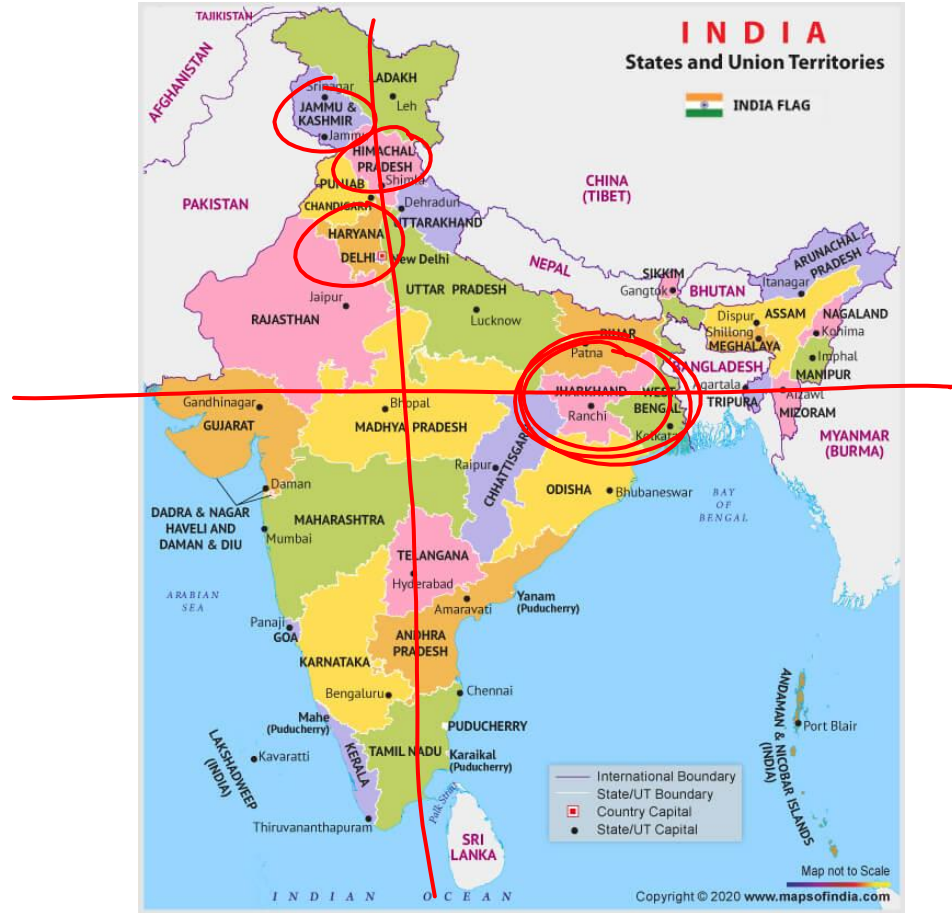 TAJIKISTAN
INDIA
States and Union Territories
INDIA FLAG
AFGHANISTAN
LADAKH
Leh
Srinagar
JAMMU &
KASHMIR
Jammu
HIMACHAL
PRADESH
Shimla
PUNJAB
CHANDIGARH
Dehradun
UTTARAKHAND
PAKISTAN
CHINA
(TIBET)
HARYANA
DELHI
New Delhi
NEPAL
SIKKIM
Gangtok
BHUTAN
ARUNACHAL
PRADESH
Itanagar
Jaipur
RAJASTHAN
UTTAR PRADESH
Lucknow
BIHAR
Patna
Dispur
ASSAM
Shillong
MEGHALAYA
NAGALAND
Kohima
Imphal
MANIPUR
BANGLADESH
Agartala
TRIPURA
Aizawl
MIZORAM
MYANMAR
(BURMA)
Gandhinagar
GUJARAT
Bhopal
MADHYA PRADESH
JHARKHAND
Ranchi
WEST
BENGAL
Kolkata
Raipur
CHHATTISGARH
ODISHA
Bhubaneswar
BAY
OF
BENGAL
Daman
DADRA & NAGAR
HAVELI AND
DAMAN & DIU
MAHARASHTRA
Mumbai
TELANGANA
Hyderabad
ARABIAN
SEA
Yanam
(Puducherry)
Amaravati
Panaji
GOA
ANDHRA
PRADESH
KARNATAKA
Bengaluru
Chennai
Mahe
(Puducherry)
PUDUCHERRY
LAKSHADWEEP
(INDIA)
Kavaratti
KERALA
TAMIL NADU
Karaikal
(Puducherry)
Thiruvananthapuram
Palk Strait
SRI
LANKA
ANDAMAN & NICOBAR ISLANDS
(INDIA)
Port Blair
International Boundary
State/UT Boundary
Country Capital
State/UT Capital
Map not to Scale
INDIAN OCEAN
Copyright © 2020 www.mapsofindia.com